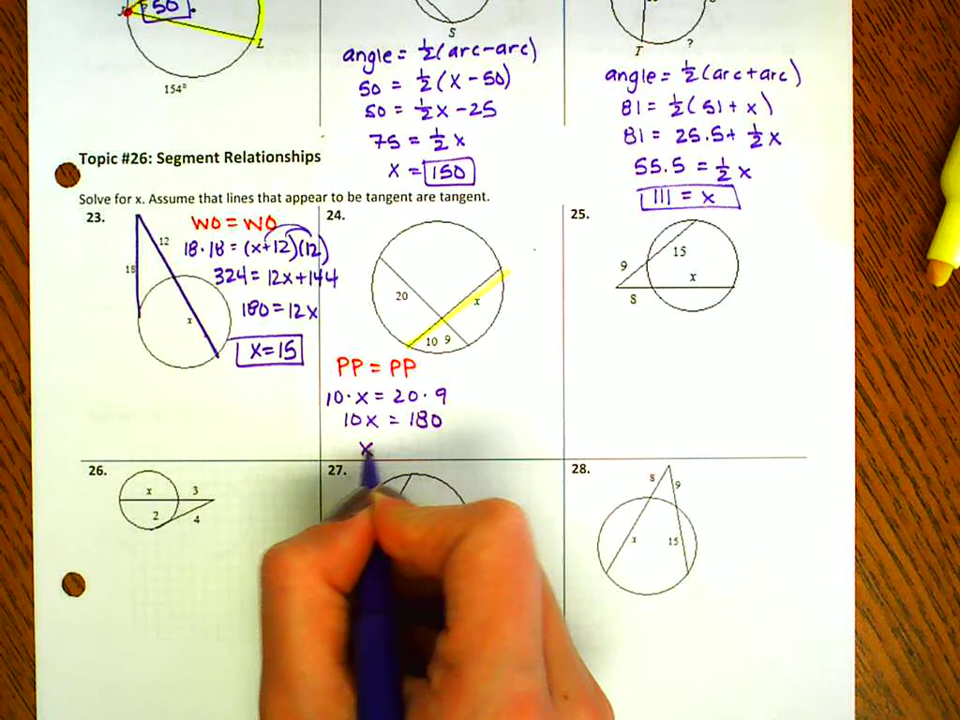 50
L
154°
S
angle = ½(arc-arc)
50 = ½(x - 50)
50 = ½x - 25
75 = ½x
x = 150
T
?
angle = ½(arc+arc)
81 = ½(51 + x)
81 = 25.5 + ½x
55.5 = ½x
111 = x
Topic #26: Segment Relationships
Solve for x. Assume that lines that appear to be tangent are tangent.
23.
WO = WO
12
18
x
18·18 = (x+12)(12)
324 = 12x+144
180 = 12x
x=15
24.
20
x
10 9
PP = PP
10·x = 20·9
10x = 180
x
25.
15
9
x
8
26.
x
3
2
4
27.
28.
8
9
x
15